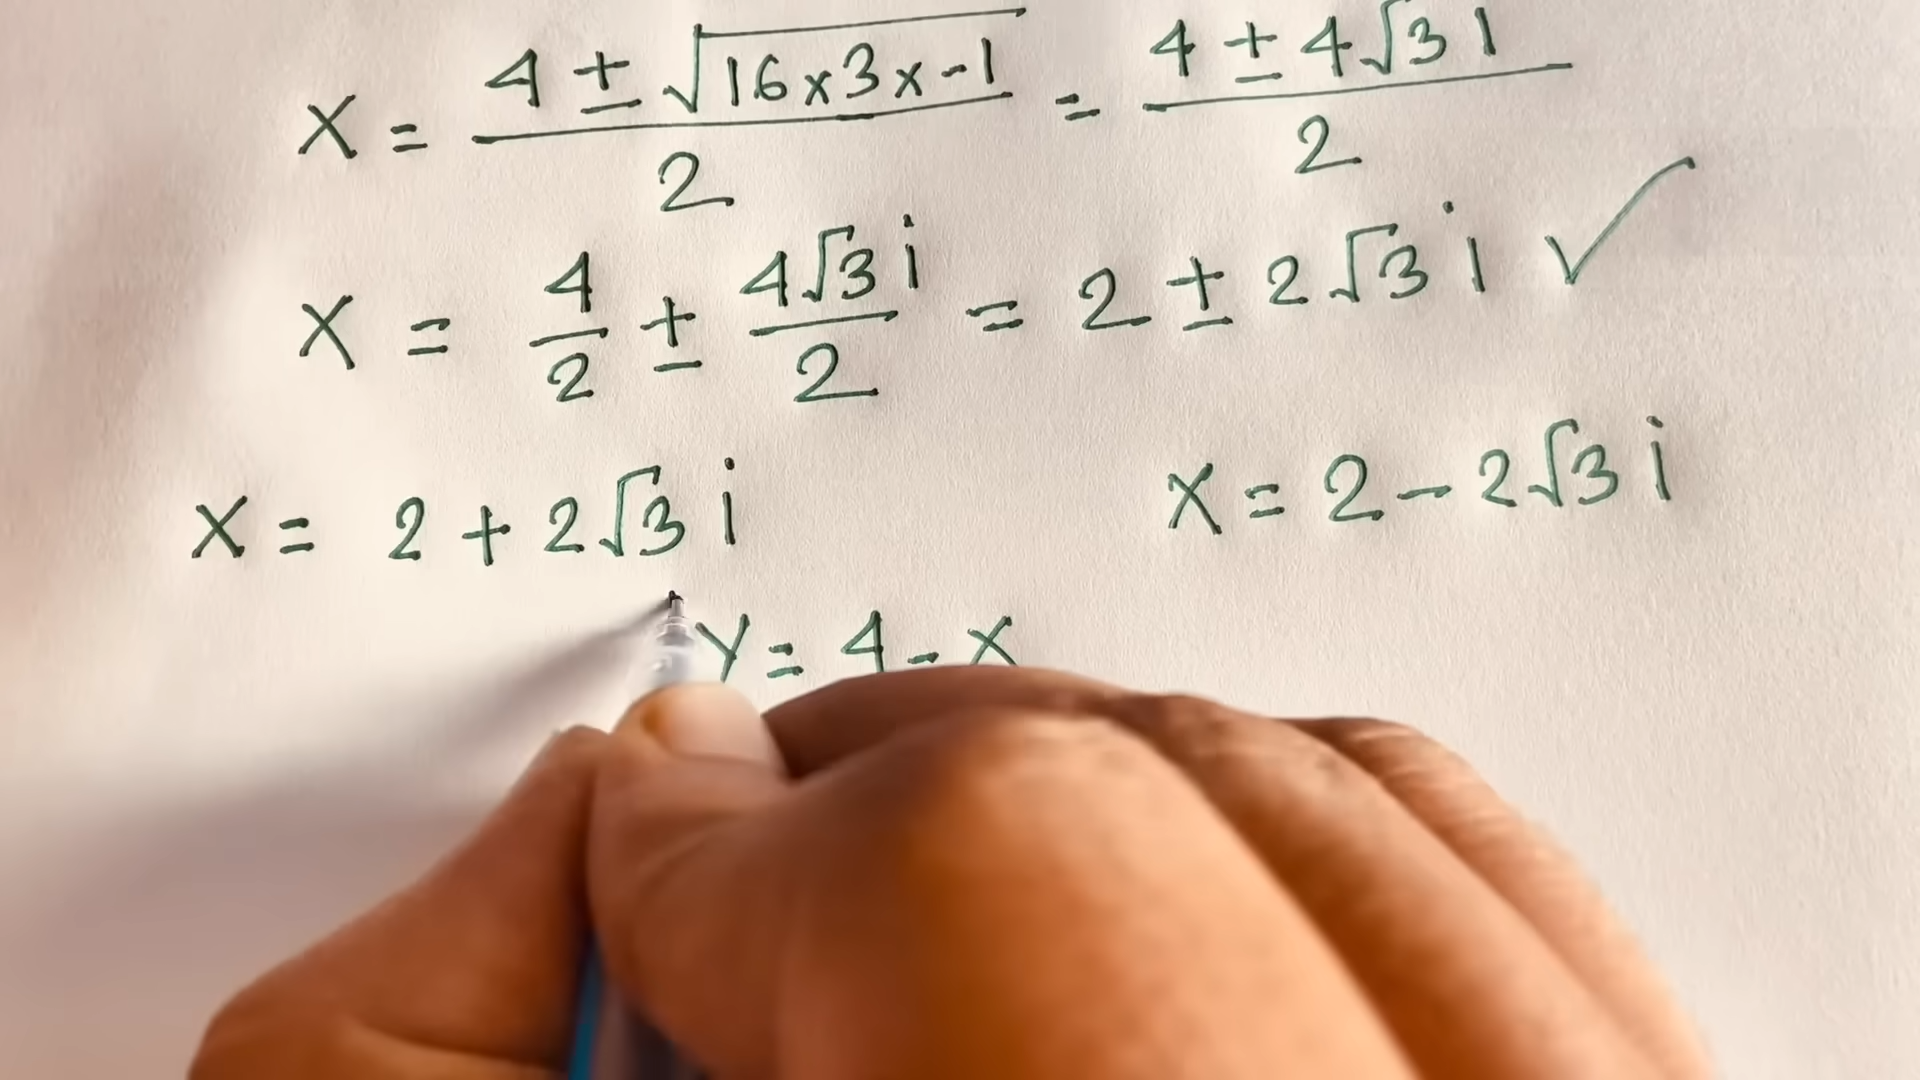 X = (4 ± √(16x3x-1))/2 = (4 ± 4√3 i)/2
X = 4/2 ± 4√3 i/2 = 2 ± 2√3 i ✓
X = 2 + 2√3 i X = 2 - 2√3 i
Y = 4 - X